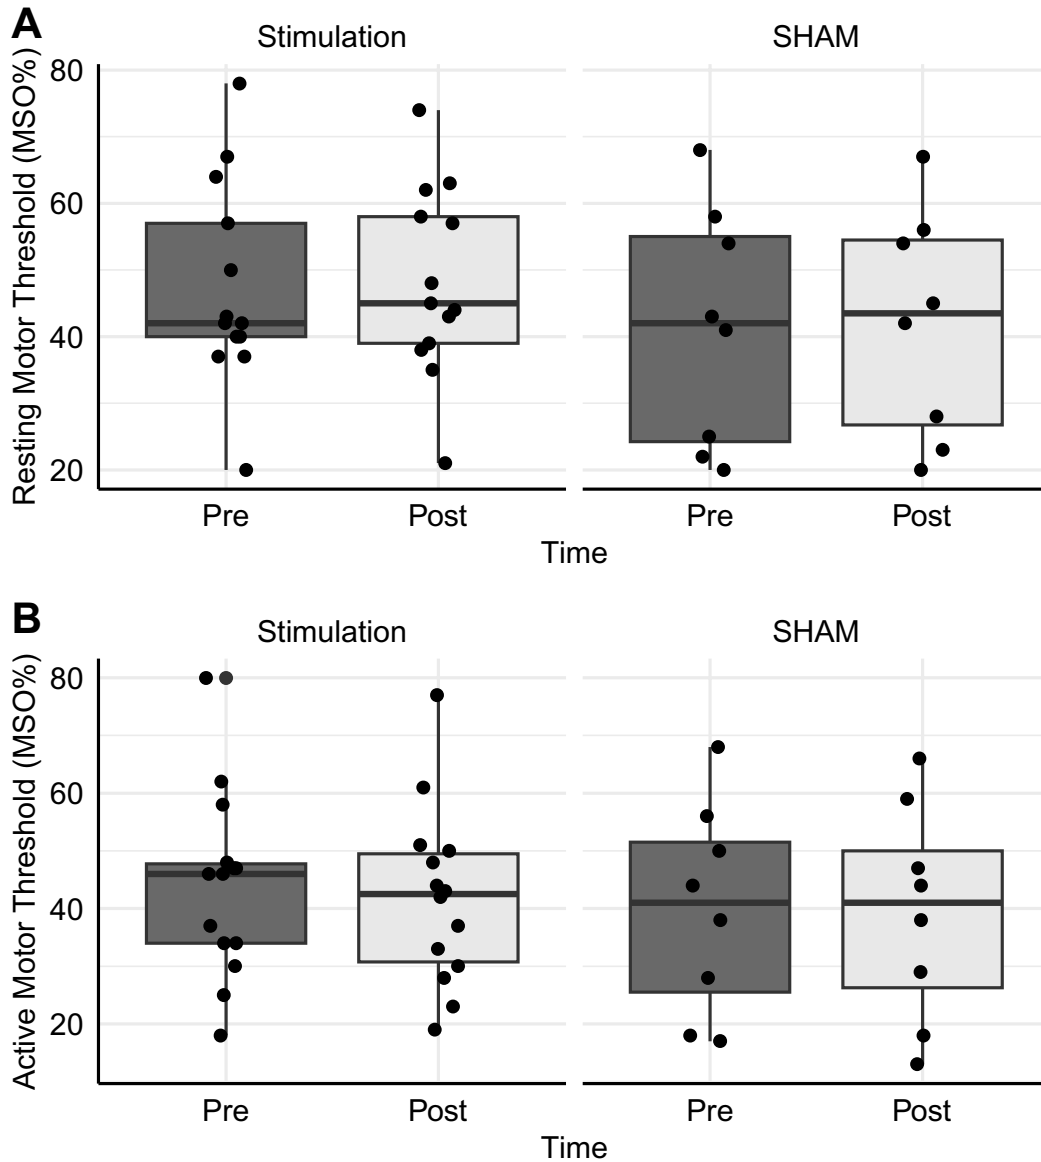 A
Stimulation
SHAM
Resting Motor Threshold (MSO%)
80
60
40
20
Pre
Post
Pre
Post
Time
B
Stimulation
SHAM
Active Motor Threshold (MSO%)
80
60
40
20
Pre
Post
Pre
Post
Time